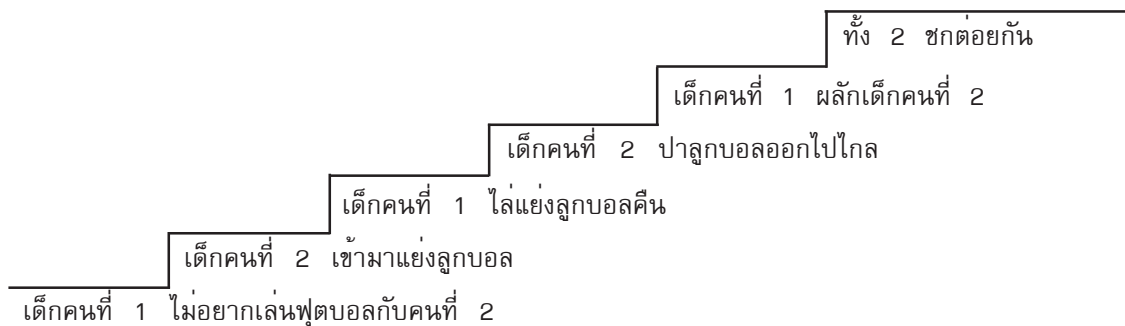 ทั้ง 2 ชกต่อยกัน
เด็กคนที่ 1 ผลักเด็กคนที่ 2
เด็กคนที่ 2 ปาลูกบอลออกไปไกล
เด็กคนที่ 1 ไล่แย่งลูกบอลคืน
เด็กคนที่ 2 เข้ามาแย่งลูกบอล
เด็กคนที่ 1 ไม่อยากเล่นฟุตบอลกับคนที่ 2